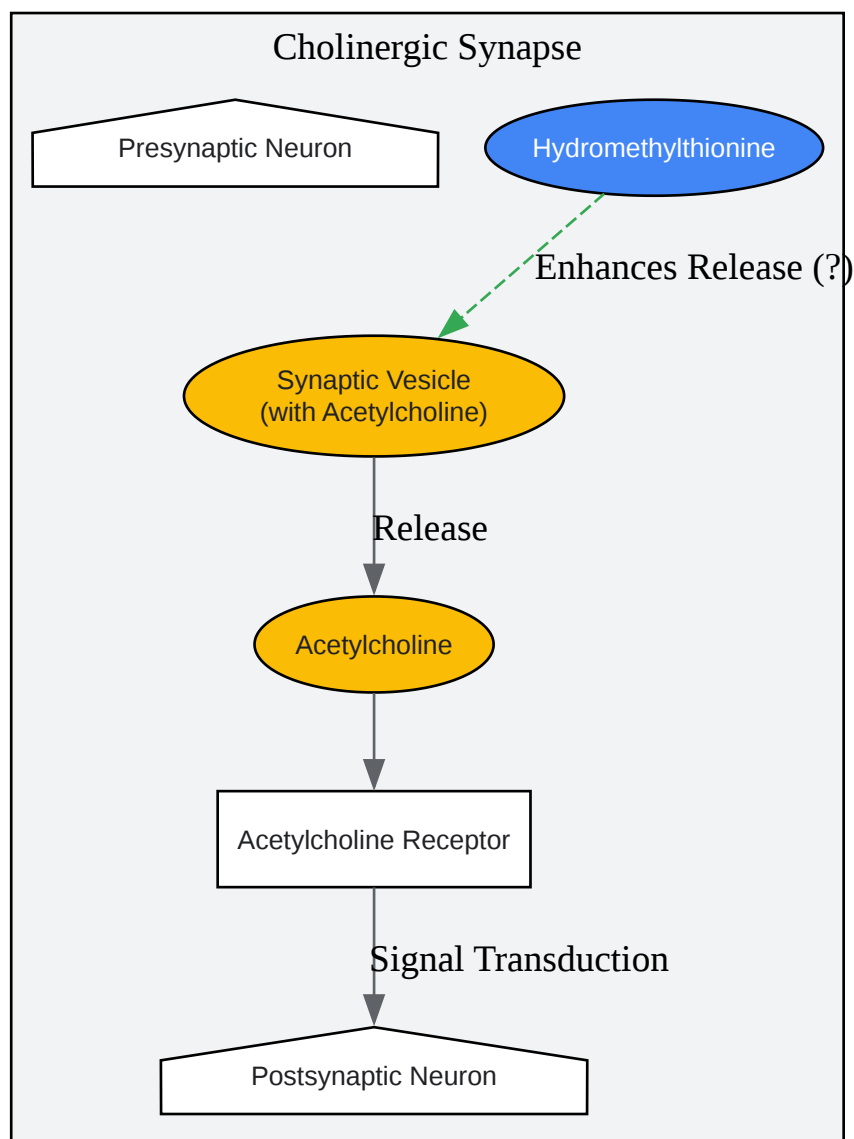 Cholinergic Synapse
Presynaptic Neuron
Hydromethylthionine
Enhances Release (?)
Synaptic Vesicle
(with Acetylcholine)
Release
Acetylcholine
Acetylcholine Receptor
Signal Transduction
Postsynaptic Neuron